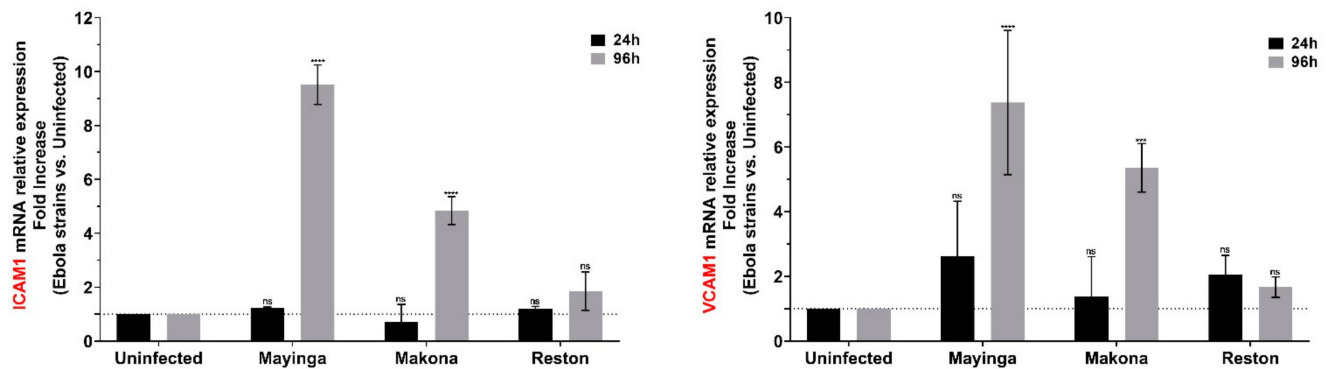 ICAM1 mRNA relative expression
Fold Increase
(Ebola strains vs. Uninfected)
12
10
8
6
4
2
0
24h
96h
ns
****
ns
****
ns
ns
Uninfected
Mayinga
Makona
Reston
VCAM1 mRNA relative expression
Fold Increase
(Ebola strains vs. Uninfected)
10
8
6
4
2
0
24h
96h
ns
****
ns
***
ns
ns
Uninfected
Mayinga
Makona
Reston